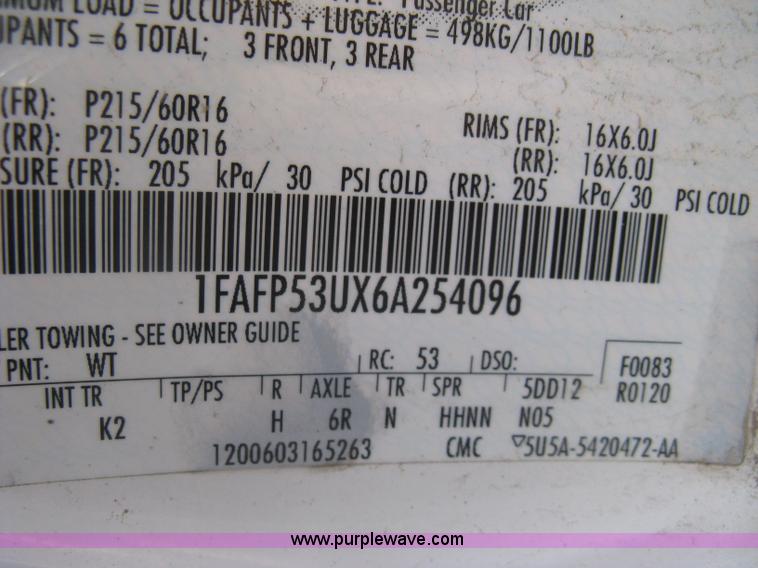 MUM LOAD = OCCUPANTS + LUGGAGE = 498KG/1100LB
Passenger Car
UPANTS = 6 TOTAL; 3 FRONT, 3 REAR
(FR): P215/60R16 RIMS (FR): 16X6.0J
(RR): P215/60R16 (RR): 16X6.0J
SURE (FR): 205 kPa/ 30 PSI COLD (RR): 205 kPa/ 30 PSI COLD
1FAFP53UX6A254096
LER TOWING - SEE OWNER GUIDE
PNT: WT RC: 53 DSO: F0083
INT TR TP/PS R AXLE TR SPR 5DD12 R0120
K2 H 6R N HHNN N05
1200603165263 CMC ▽5U5A-5420472-AA
www.purplewave.com